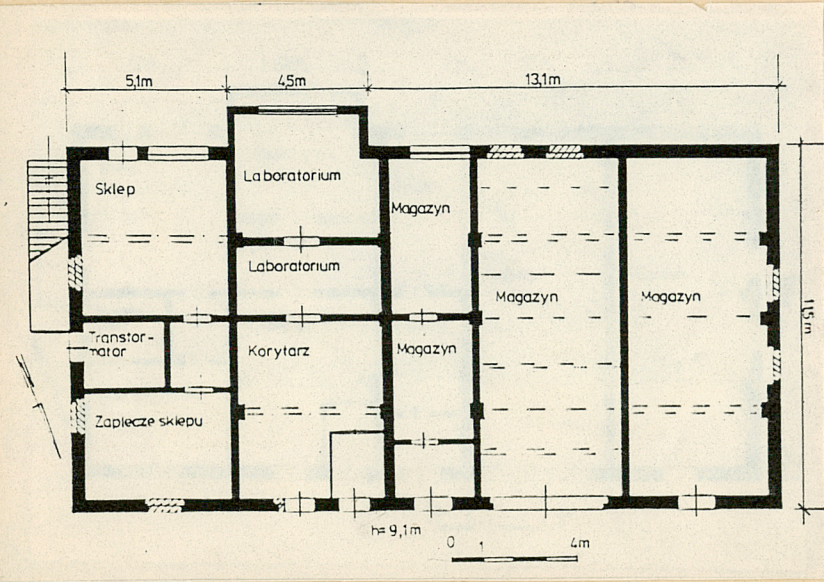 5,1m
4,5m
13,1m
Sklep
Laboratorium
Magazyn
Laboratorium
Magazyn
Magazyn
11,5m
Transfor-
mator
Korytarz
Magazyn
Zaplecze sklepu
h=9,1m
0 1 4m